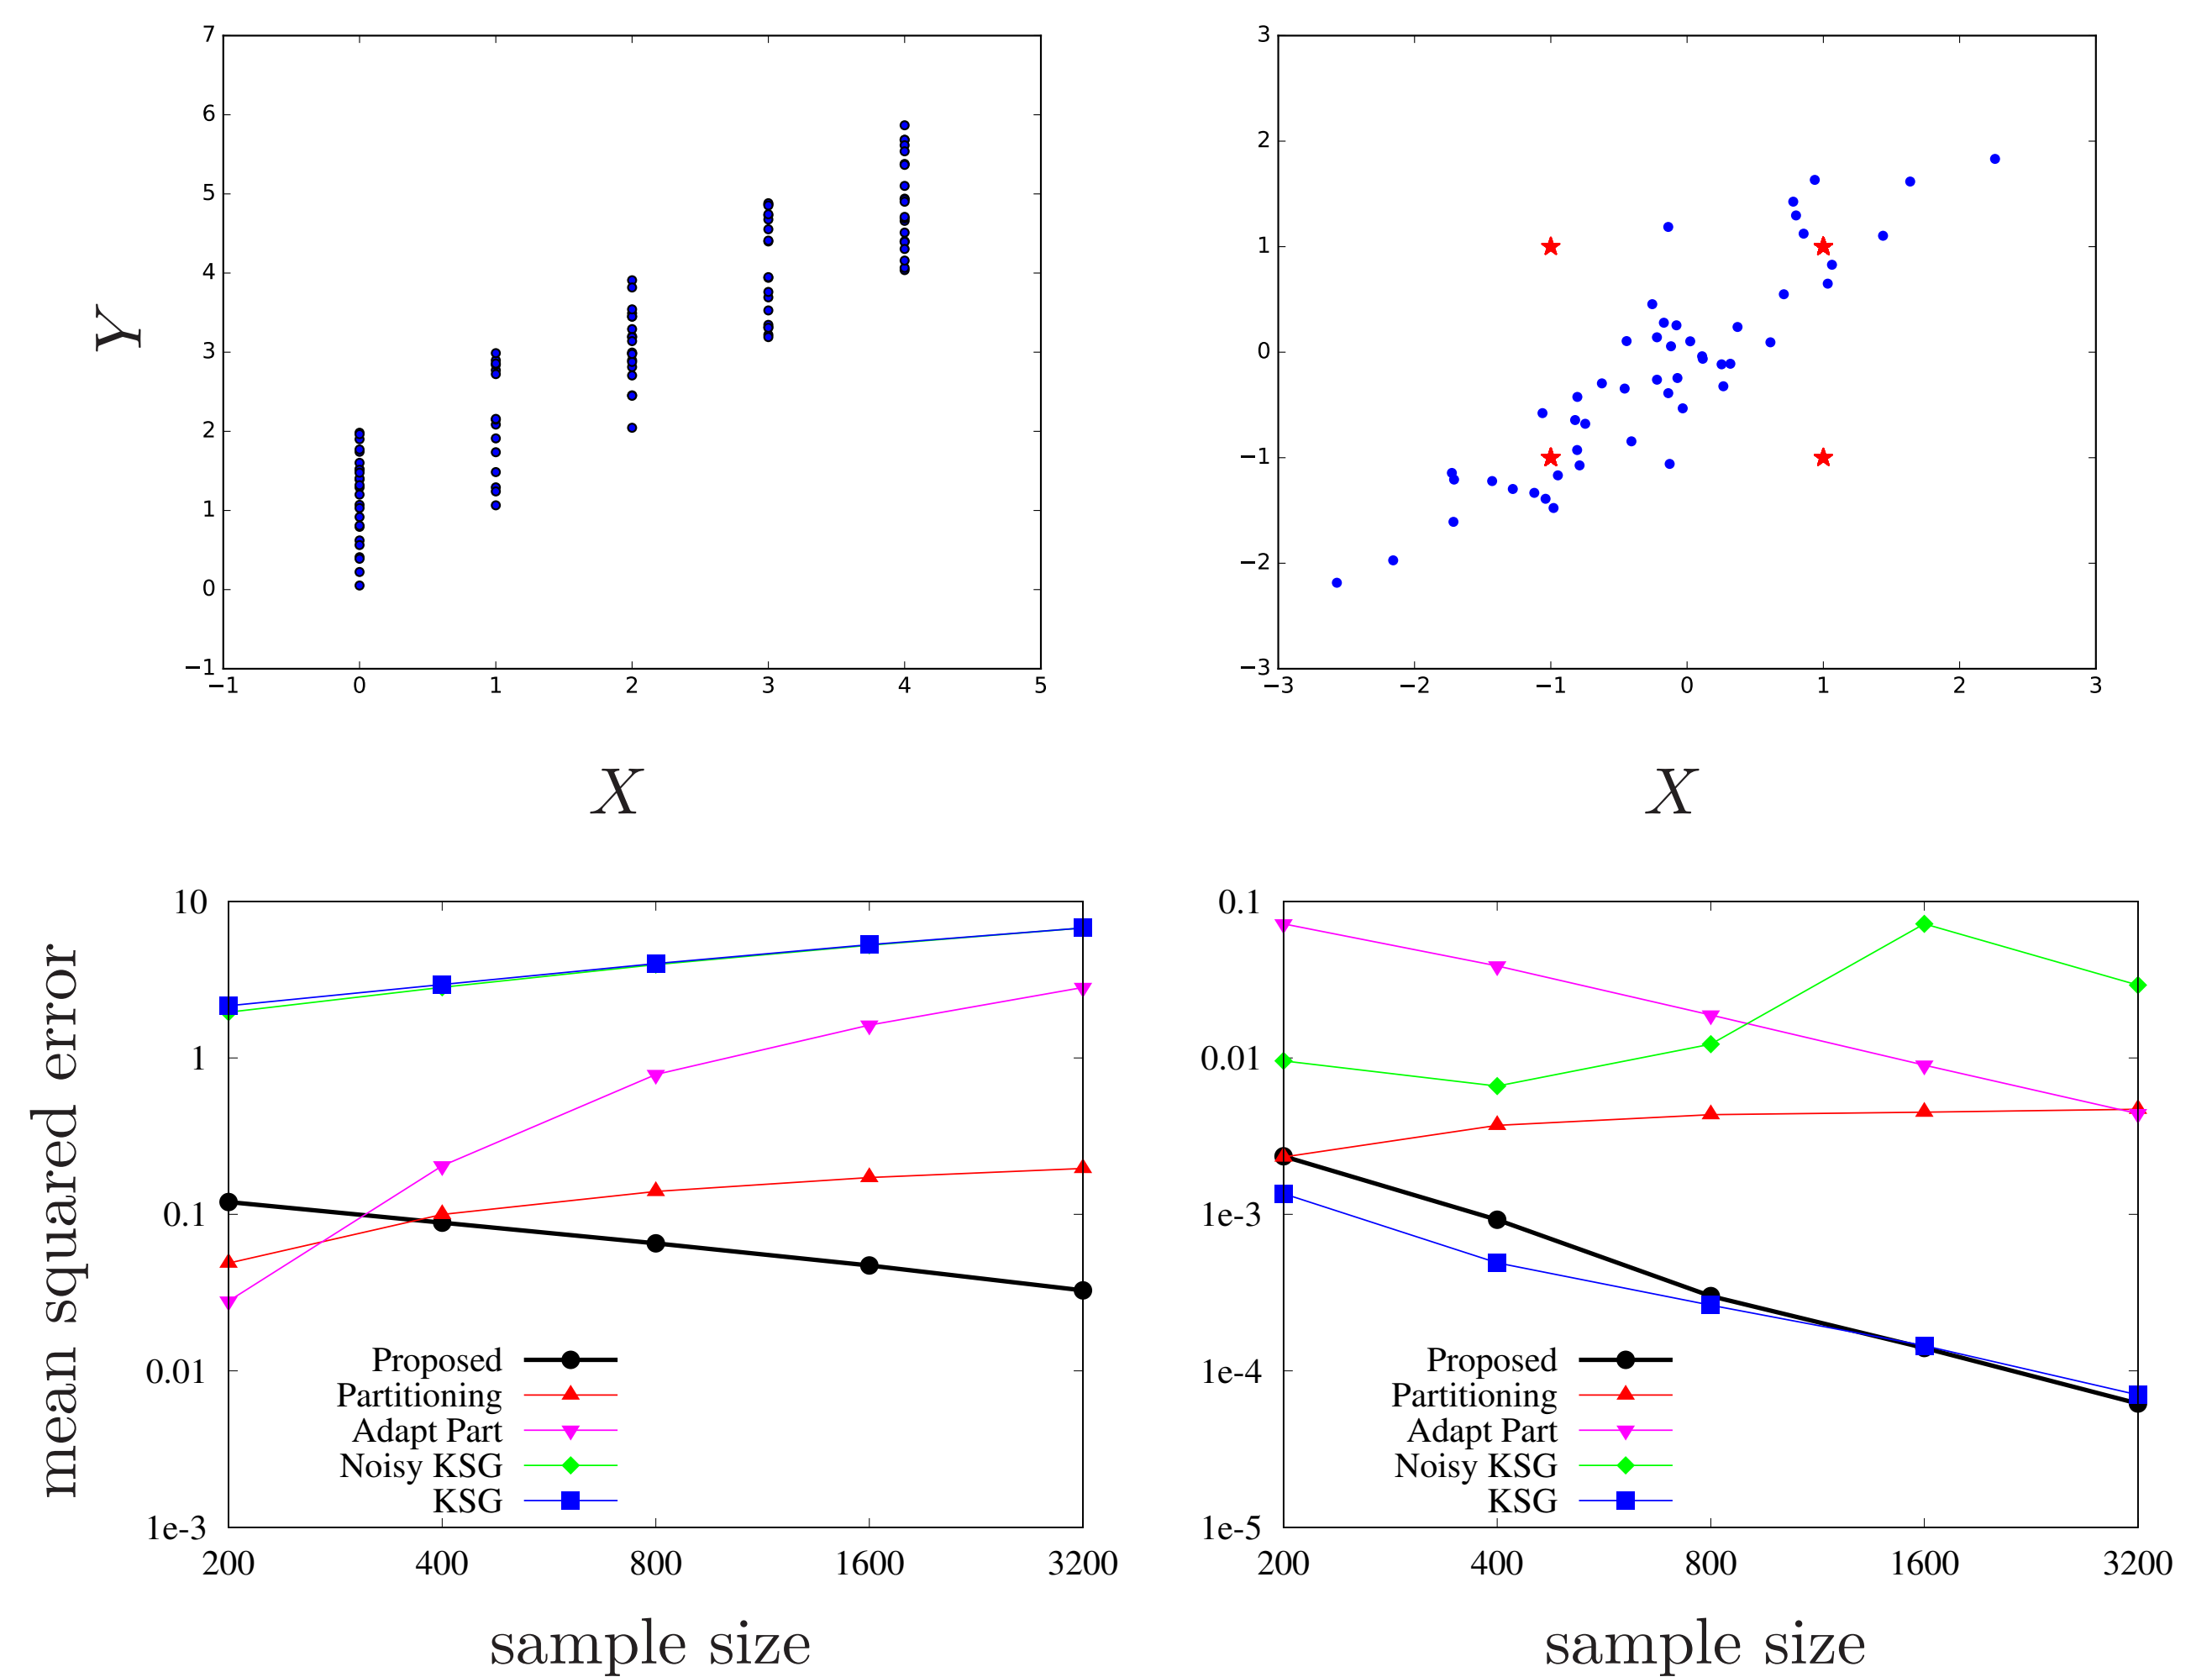 Y
7
6
5
4
3
2
1
0
−1
−1 0 1 2 3 4 5
X
3
2
1
0
−1
−2
−3
−3 −2 −1 0 1 2 3
X
mean squared error
10
1
0.1
0.01
1e-3
Proposed
Partitioning
Adapt Part
Noisy KSG
KSG
200 400 800 1600 3200
sample size
0.1
0.01
1e-3
1e-4
1e-5
Proposed
Partitioning
Adapt Part
Noisy KSG
KSG
200 400 800 1600 3200
sample size